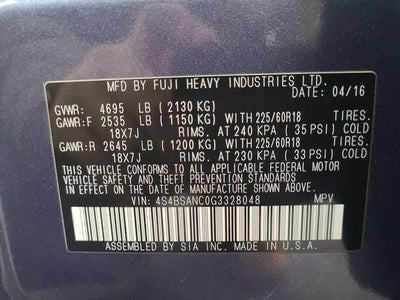 MFD BY FUJI HEAVY INDUSTRIES LTD.
DATE: 04/16
GVWR: 4695 LB (2130 KG)
GAWR:F 2535 LB (1150 KG) WITH 225/60R18 TIRES.
18X7J RIMS. AT 240 KPA (35 PSI) COLD
GAWR:R 2645 LB (1200 KG) WITH 225/60R18 TIRES.
18X7J RIMS. AT 230 KPA (33 PSI) COLD
THIS VEHICLE CONFORMS TO ALL APPLICABLE FEDERAL MOTOR
VEHICLE SAFETY AND THEFT PREVENTION STANDARDS
IN EFFECT ON THE DATE OF MANUFACTURE SHOWN ABOVE.
VIN: 4S4BSANC0G3328048 MPV
ASSEMBLED BY SIA INC. MADE IN U.S.A.